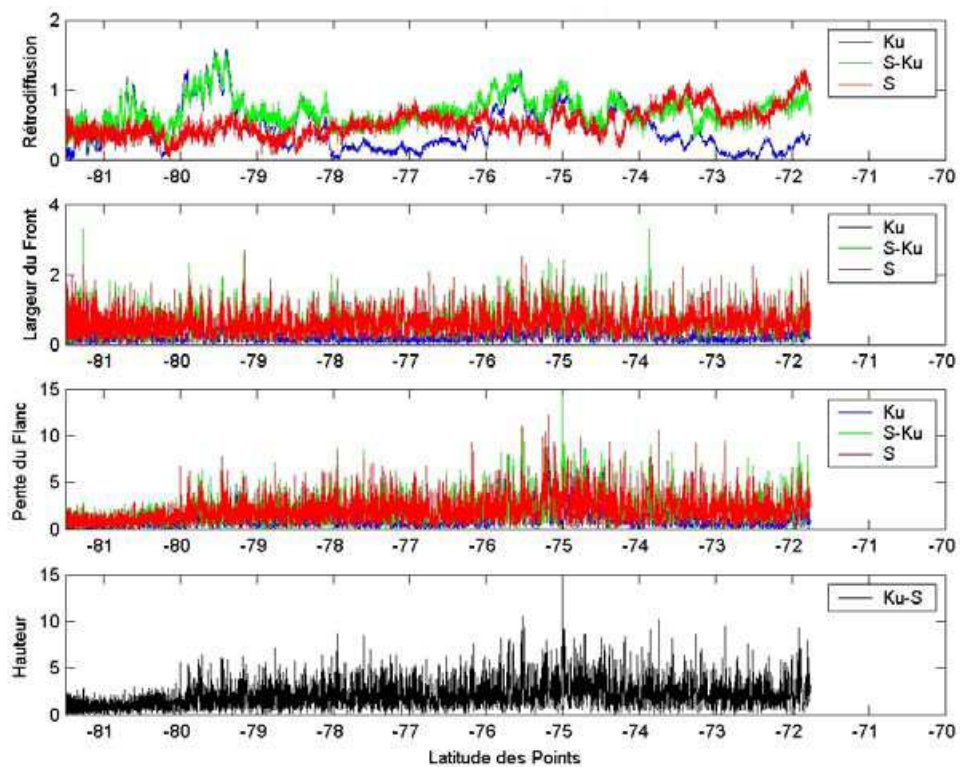 Rétrodiffusion
2
1
0
Ku
S-Ku
S
-81 -80 -79 -78 -77 -76 -75 -74 -73 -72 -71 -70
Largeur du Front
4
2
0
Ku
S-Ku
S
-81 -80 -79 -78 -77 -76 -75 -74 -73 -72 -71 -70
Pente du Flanc
15
10
5
0
Ku
S-Ku
S
-81 -80 -79 -78 -77 -76 -75 -74 -73 -72 -71 -70
Hauteur
15
10
5
0
Ku-S
-81 -80 -79 -78 -77 -76 -75 -74 -73 -72 -71 -70
Latitude des Points